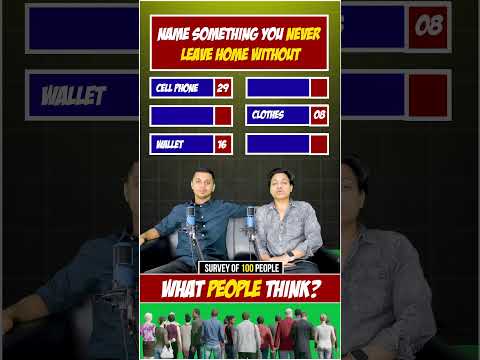 NAME SOMETHING YOU NEVER
LEAVE HOME WITHOUT
08
CELL PHONE 29
WALLET
CLOTHES 08
WALLET 16
SURVEY OF 100 PEOPLE
WHAT PEOPLE THINK?